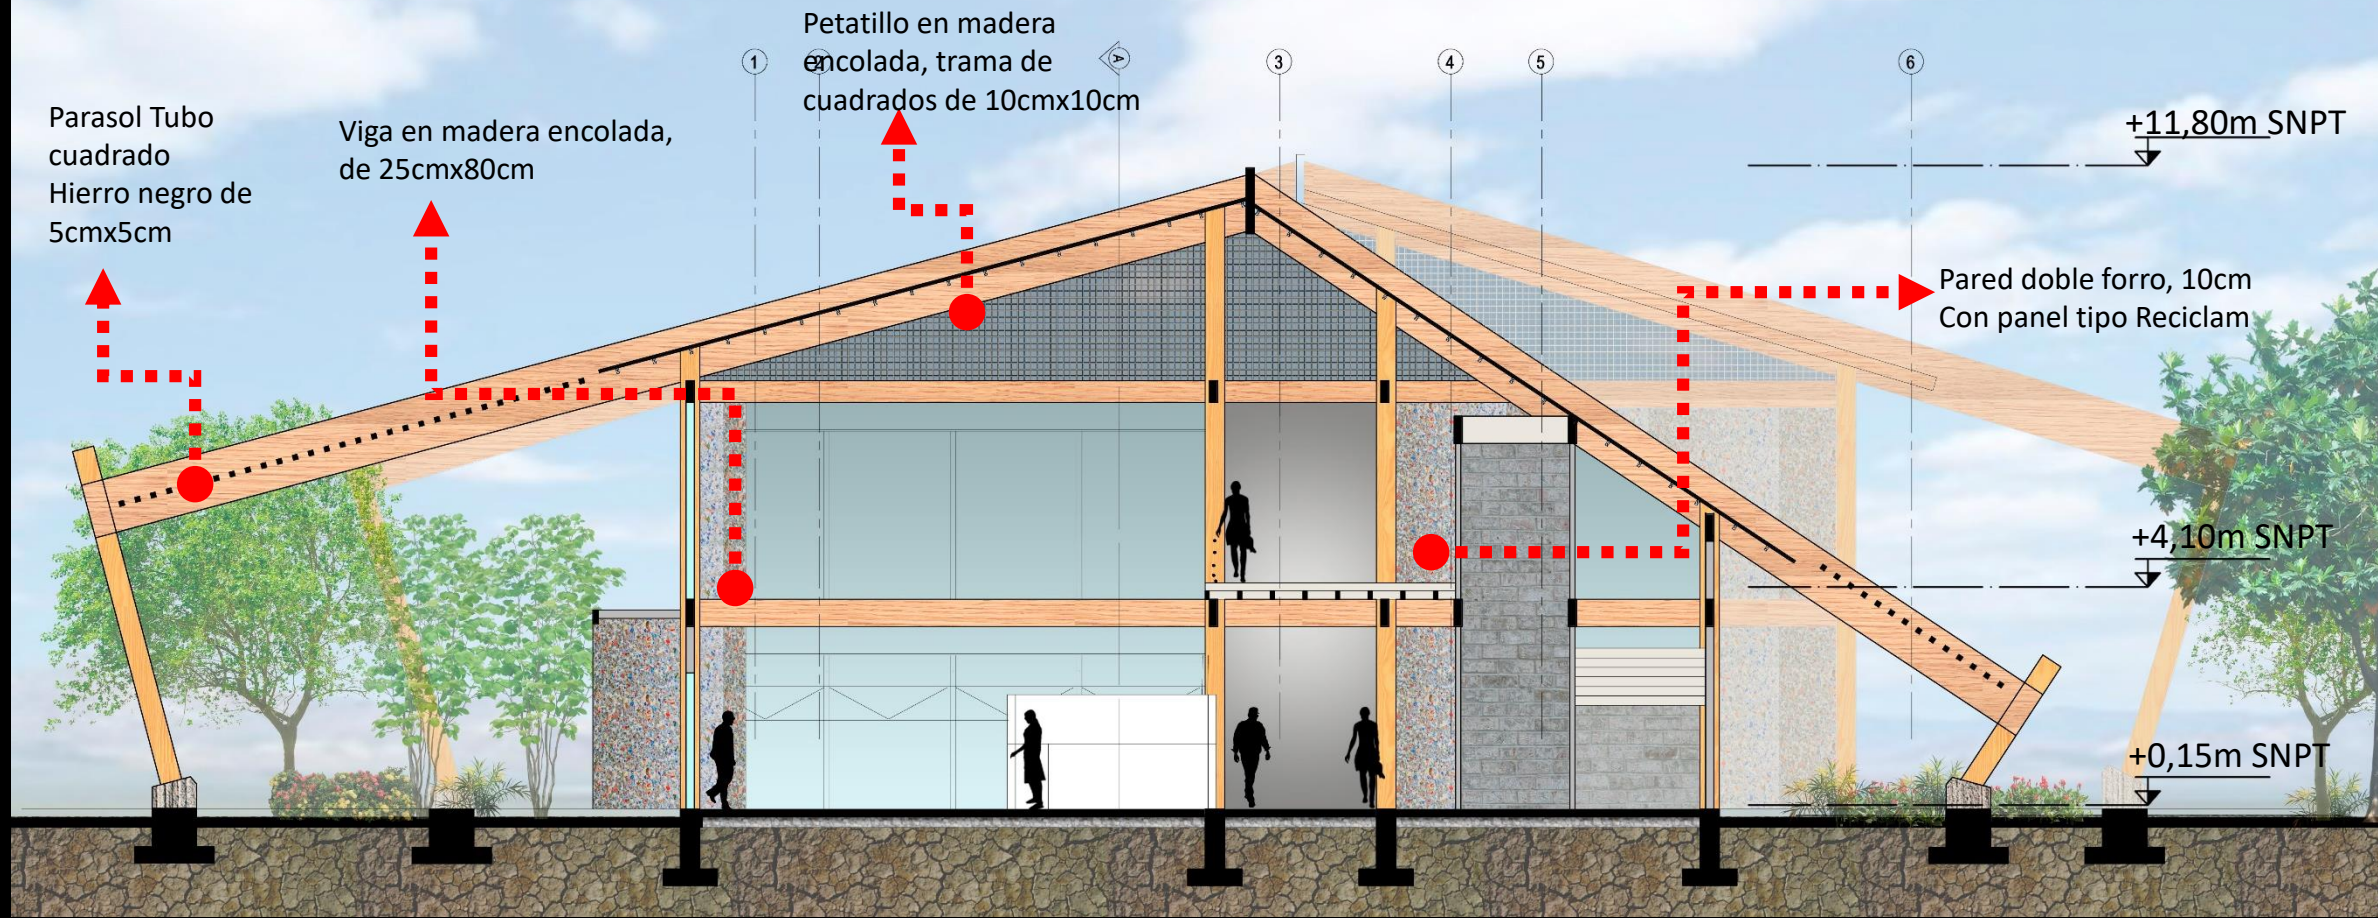 Petatillo en madera
encolada, trama de
cuadrados de 10cmx10cm
1
2
A
3
4
5
6
Parasol Tubo
cuadrado
Hierro negro de
5cmx5cm
Viga en madera encolada,
de 25cmx80cm
+11,80m SNPT
Pared doble forro, 10cm
Con panel tipo Reciclam
+4,10m SNPT
+0,15m SNPT